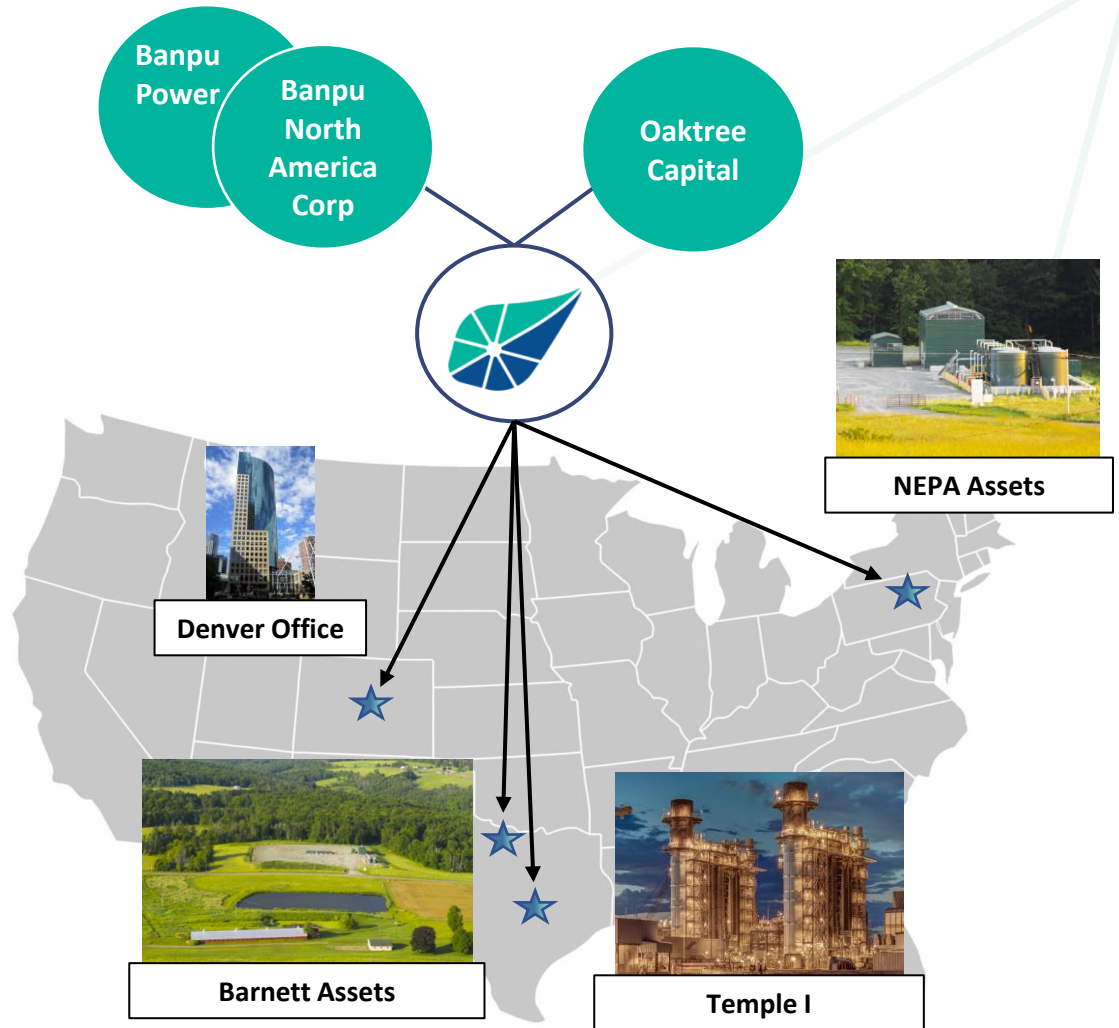 Banpu
Power
Banpu
North
America
Corp
Oaktree
Capital
NEPA Assets
Denver Office
Barnett Assets
Temple I